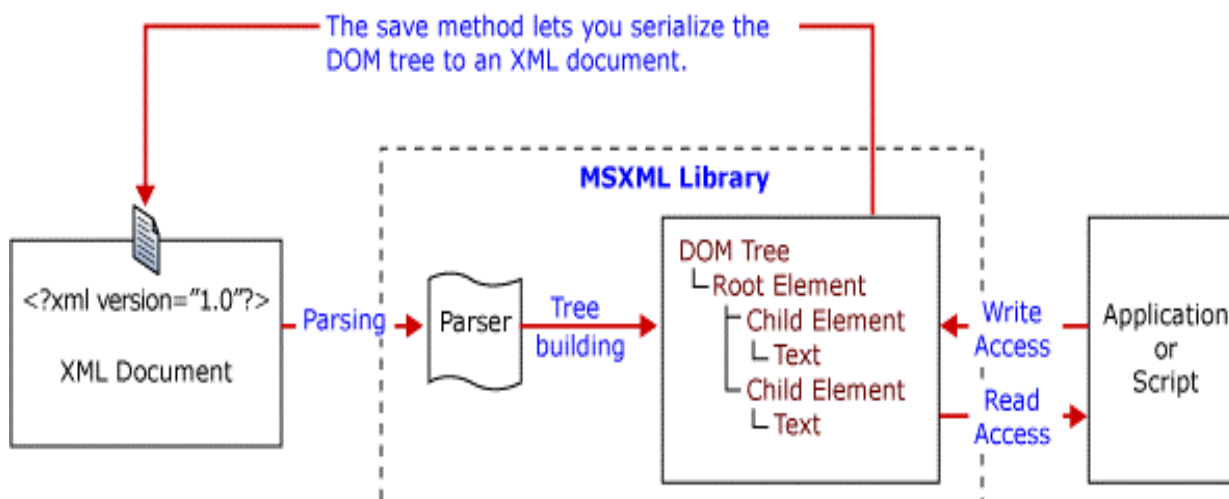 The save method lets you serialize the
DOM tree to an XML document.
MSXML Library
<?xml version="1.0"?>
XML Document
Parsing
Parser
Tree
building
DOM Tree
Root Element
Child Element
Text
Child Element
Text
Write
Access
Read
Access
Application
or
Script